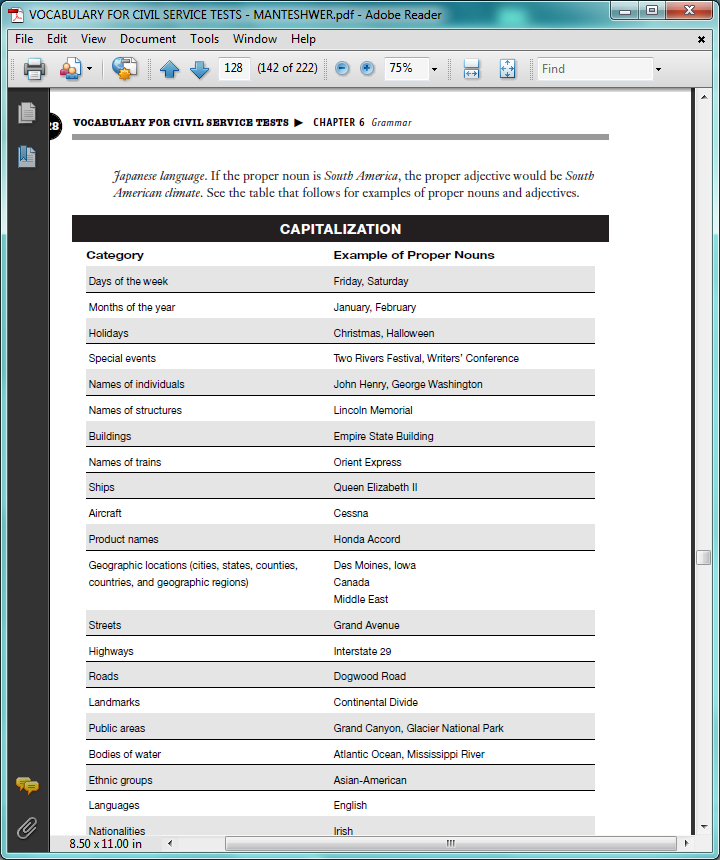 VOCABULARY FOR CIVIL SERVICE TESTS - MANTESHWER.pdf - Adobe Reader
File Edit View Document Tools Window Help
128 (142 of 222) 75% Find
28 VOCABULARY FOR CIVIL SERVICE TESTS ▶ CHAPTER 6 Grammar
Japanese language. If the proper noun is South America, the proper adjective would be South
American climate. See the table that follows for examples of proper nouns and adjectives.
CAPITALIZATION
Category Example of Proper Nouns
Days of the week Friday, Saturday
Months of the year January, February
Holidays Christmas, Halloween
Special events Two Rivers Festival, Writers’ Conference
Names of individuals John Henry, George Washington
Names of structures Lincoln Memorial
Buildings Empire State Building
Names of trains Orient Express
Ships Queen Elizabeth II
Aircraft Cessna
Product names Honda Accord
Geographic locations (cities, states, counties, Des Moines, Iowa
countries, and geographic regions) Canada
Middle East
Streets Grand Avenue
Highways Interstate 29
Roads Dogwood Road
Landmarks Continental Divide
Public areas Grand Canyon, Glacier National Park
Bodies of water Atlantic Ocean, Mississippi River
Ethnic groups Asian-American
Languages English
Nationalities Irish
8.50 x 11.00 in